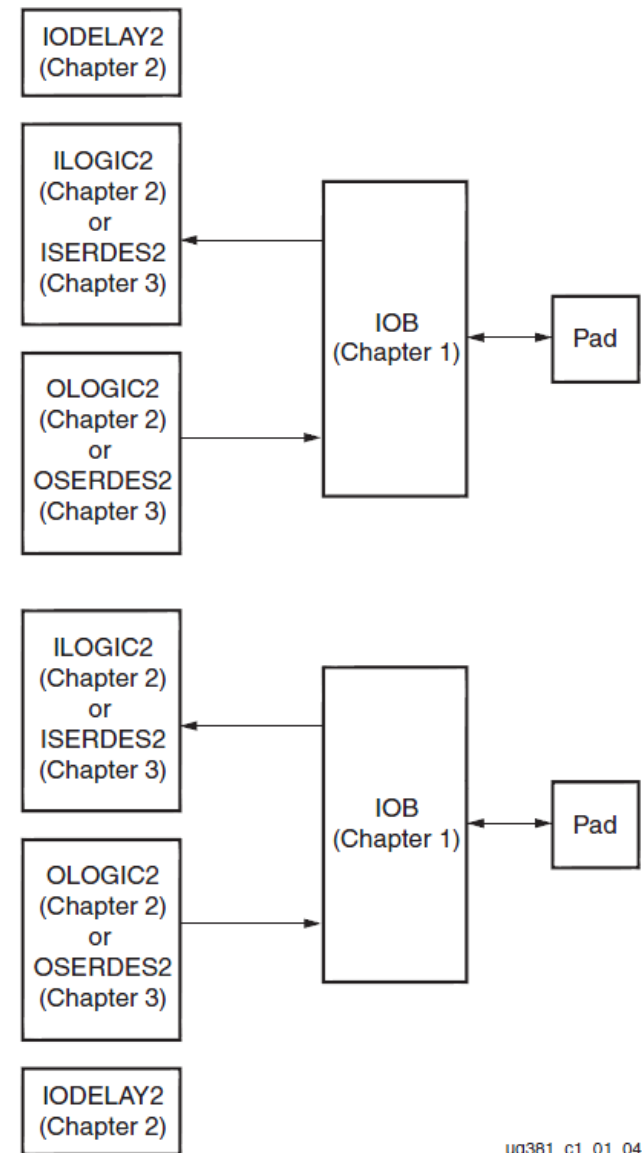 IODELAY2
(Chapter 2)
ILOGIC2
(Chapter 2)
or
ISERDES2
(Chapter 3)
IOB
(Chapter 1)
Pad
OLOGIC2
(Chapter 2)
or
OSERDES2
(Chapter 3)
ILOGIC2
(Chapter 2)
or
ISERDES2
(Chapter 3)
IOB
(Chapter 1)
Pad
OLOGIC2
(Chapter 2)
or
OSERDES2
(Chapter 3)
IODELAY2
(Chapter 2)
ug381_c1_01_04